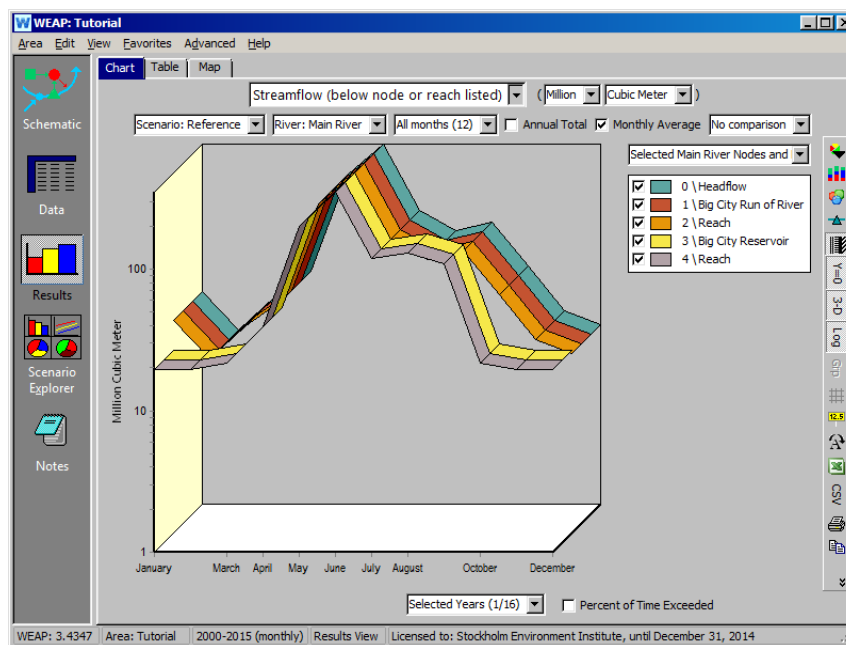 WEAP: Tutorial
Area Edit View Favorites Advanced Help
Chart Table Map
Streamflow (below node or reach listed) ( Million Cubic Meter )
Scenario: Reference River: Main River All months (12) Annual Total Monthly Average No comparison
Selected Main River Nodes and
0 \ Headflow
1 \ Big City Run of River
2 \ Reach
3 \ Big City Reservoir
4 \ Reach
Schematic
Data
Results
Scenario
Explorer
Notes
Million Cubic Meter
100
10
1
January March April May June July August October December
Y=0
3-D
Log
Grp
12.5
A
CSV
Selected Years (1/16) Percent of Time Exceeded
WEAP: 3.4347 Area: Tutorial 2000-2015 (monthly) Results View Licensed to: Stockholm Environment Institute, until December 31, 2014